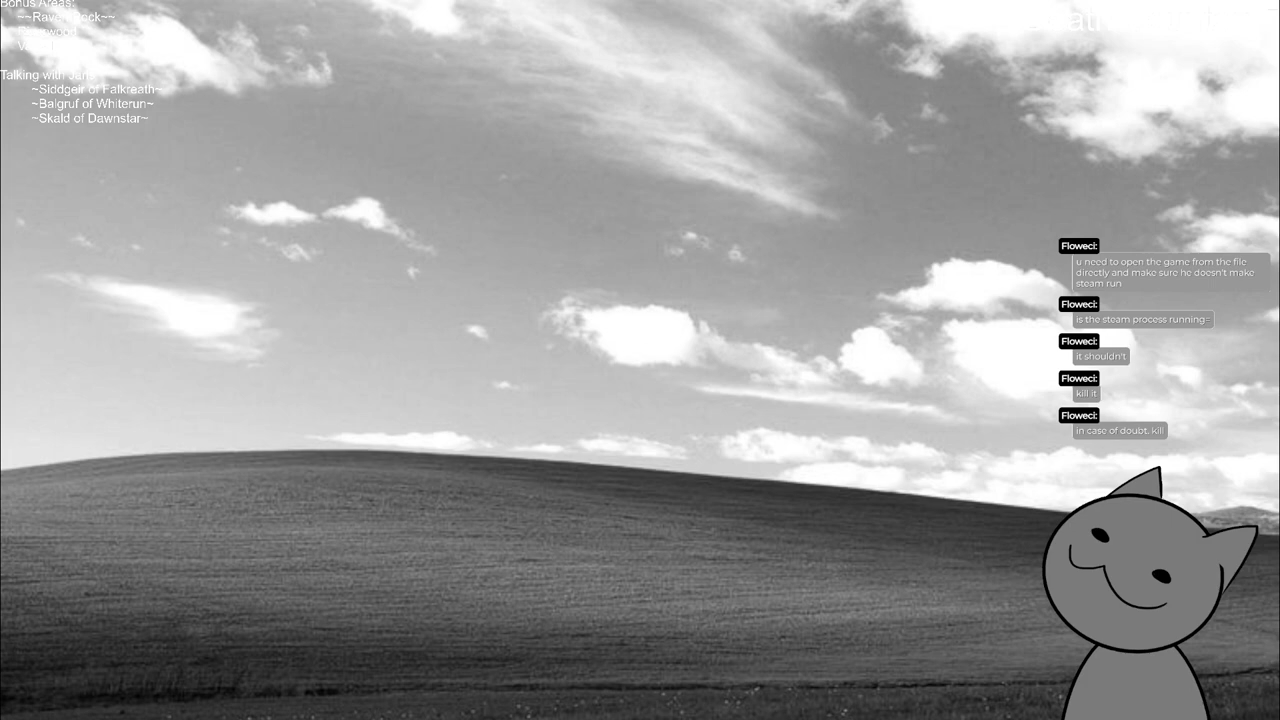 Bonus Areas:
~~Raven Rock~~
Talking with Jarls
~Siddgeir of Falkreath~
~Balgruf of Whiterun~
~Skald of Dawnstar~
Floweci:
u need to open the game from the file
directly and make sure he doesn't make
steam run
Floweci:
is the steam process running=
Floweci:
it shouldn't
Floweci:
kill it
Floweci:
in case of doubt, kill